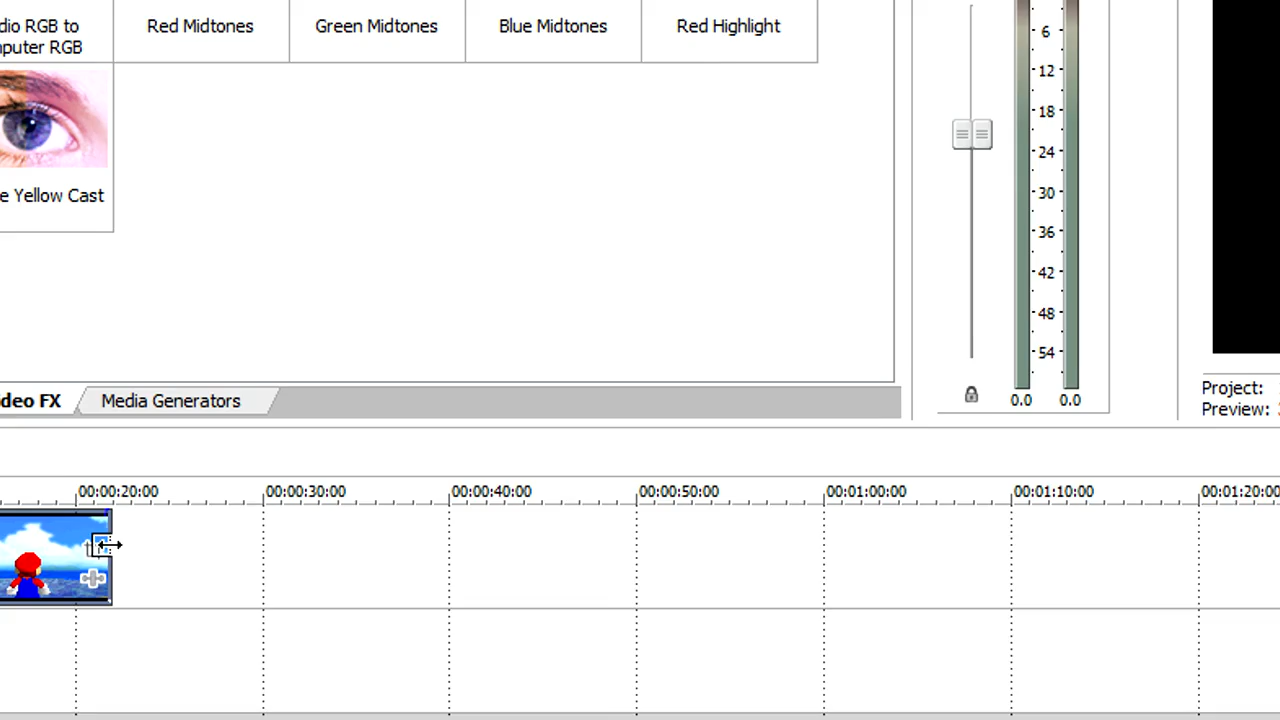 dio RGB to
nputer RGB
Red Midtones
Green Midtones
Blue Midtones
Red Highlight
e Yellow Cast
6
12
18
24
30
36
42
48
54
0.0 0.0
Project:
Preview:
deo FX
Media Generators
00:00:20:00 00:00:30:00 00:00:40:00 00:00:50:00 00:01:00:00 00:01:10:00 00:01:20:00